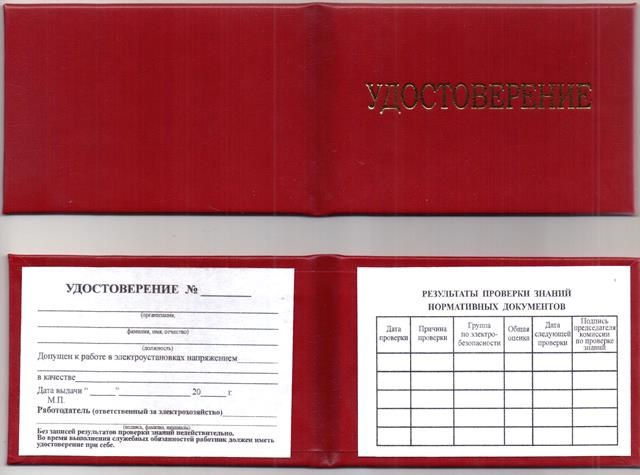 УДОСТОВЕРЕНИЕ
УДОСТОВЕРЕНИЕ № ________
(организация,
фамилия, имя, отчество)
(должность)
Допущен к работе в электроустановках напряжением
в качестве
Дата выдачи “ ” 20 г.
М.П.
Работодатель (ответственный за электрохозяйство)
(подпись, фамилия, инициалы)
Без записей результатов проверки знаний недействительно.
Во время выполнения служебных обязанностей работник должен иметь
удостоверение при себе.
РЕЗУЛЬТАТЫ ПРОВЕРКИ ЗНАНИЙ
НОРМАТИВНЫХ ДОКУМЕНТОВ
Дата
проверки
Причина
проверки
Группа
по электро-
безопасности
Общая
оценка
Дата
следующей
проверки
Подпись
председателя
комиссии
по проверке
знаний